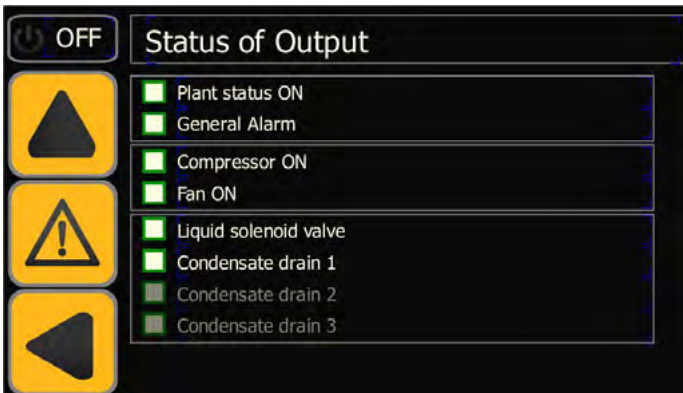 OFF
Status of Output
Plant status ON
General Alarm
Compressor ON
Fan ON
Liquid solenoid valve
Condensate drain 1
Condensate drain 2
Condensate drain 3